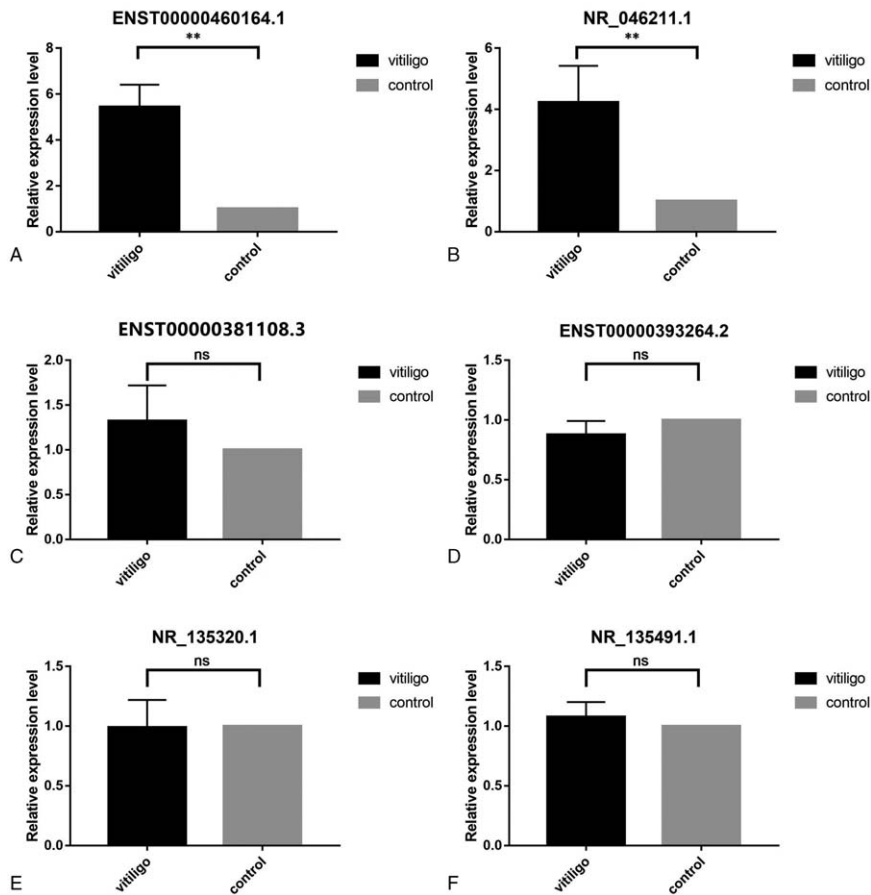 ENST00000460164.1
**
Relative expression level
8
6
4
2
0
vitiligo
control
vitiligo
control
A
NR_046211.1
**
Relative expression level
6
4
2
0
vitiligo
control
vitiligo
control
B
ENST00000381108.3
ns
Relative expression level
2.0
1.5
1.0
0.5
0.0
vitiligo
control
vitiligo
control
C
ENST00000393264.2
ns
Relative expression level
1.5
1.0
0.5
0.0
vitiligo
control
vitiligo
control
D
NR_135320.1
ns
Relative expression level
1.5
1.0
0.5
0.0
vitiligo
control
vitiligo
control
E
NR_135491.1
ns
Relative expression level
1.5
1.0
0.5
0.0
vitiligo
control
vitiligo
control
F